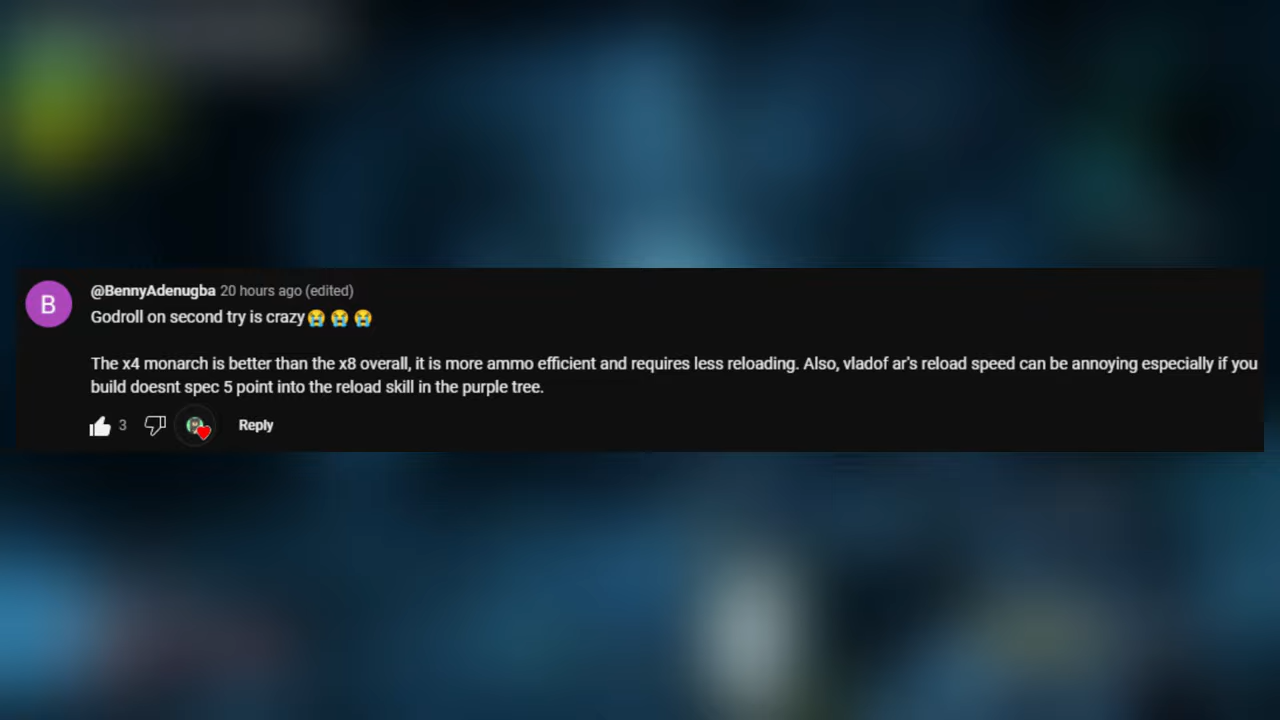 B
@BennyAdenugba 20 hours ago (edited)
Godroll on second try is crazy😭😭😭
The x4 monarch is better than the x8 overall, it is more ammo efficient and requires less reloading. Also, vladof ar's reload speed can be annoying especially if you
build doesnt spec 5 point into the reload skill in the purple tree.
3 Reply